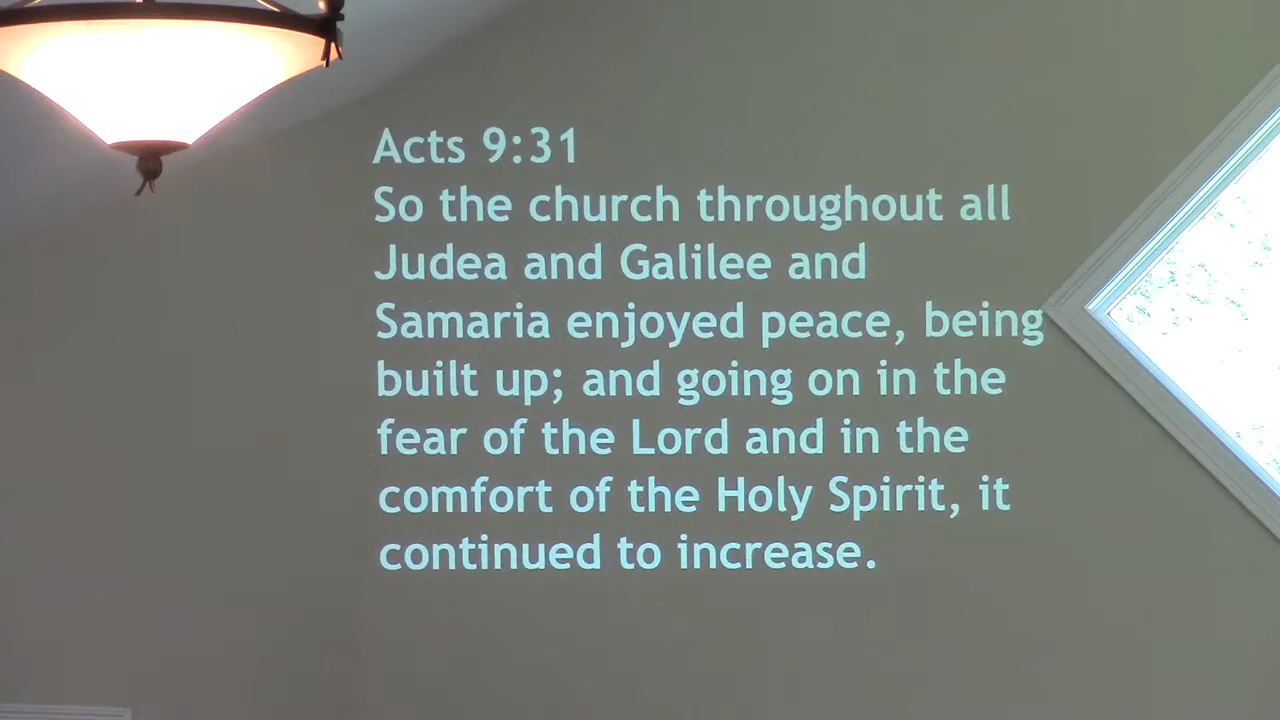 Acts 9:31
So the church throughout all
Judea and Galilee and
Samaria enjoyed peace, being
built up; and going on in the
fear of the Lord and in the
comfort of the Holy Spirit, it
continued to increase.